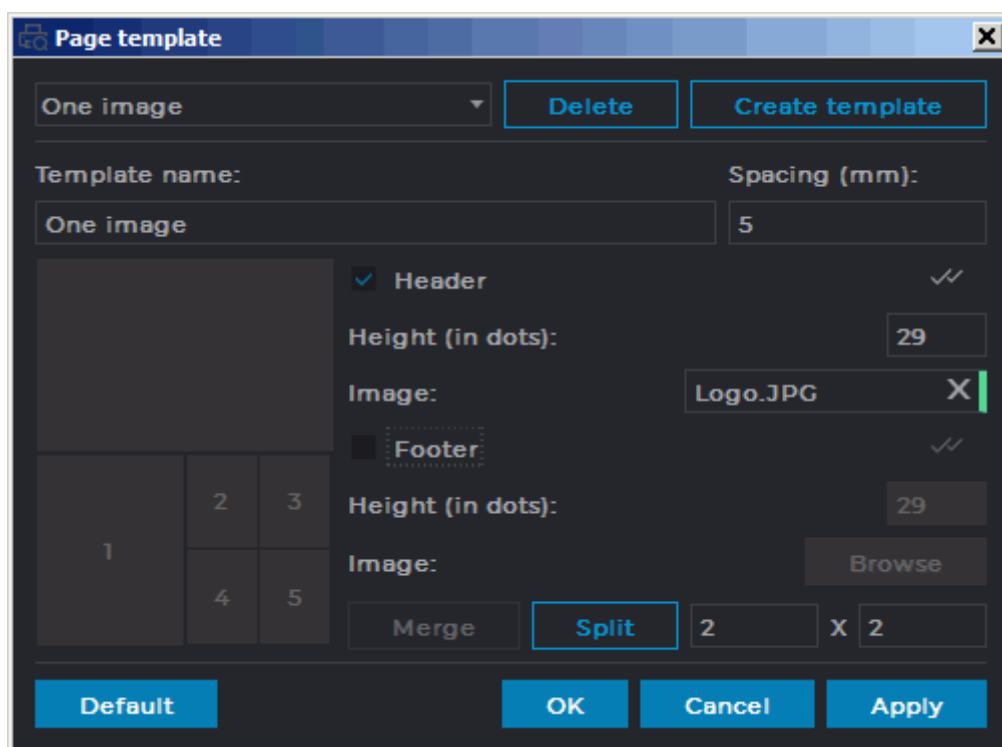 Page template
One image Delete Create template
Template name: Spacing (mm):
One image 5
Header
Height (in dots): 29
Image: Logo.JPG X
Footer
Height (in dots): 29
Image: Browse
1 2 3
4 5
Merge Split 2 X 2
Default OK Cancel Apply